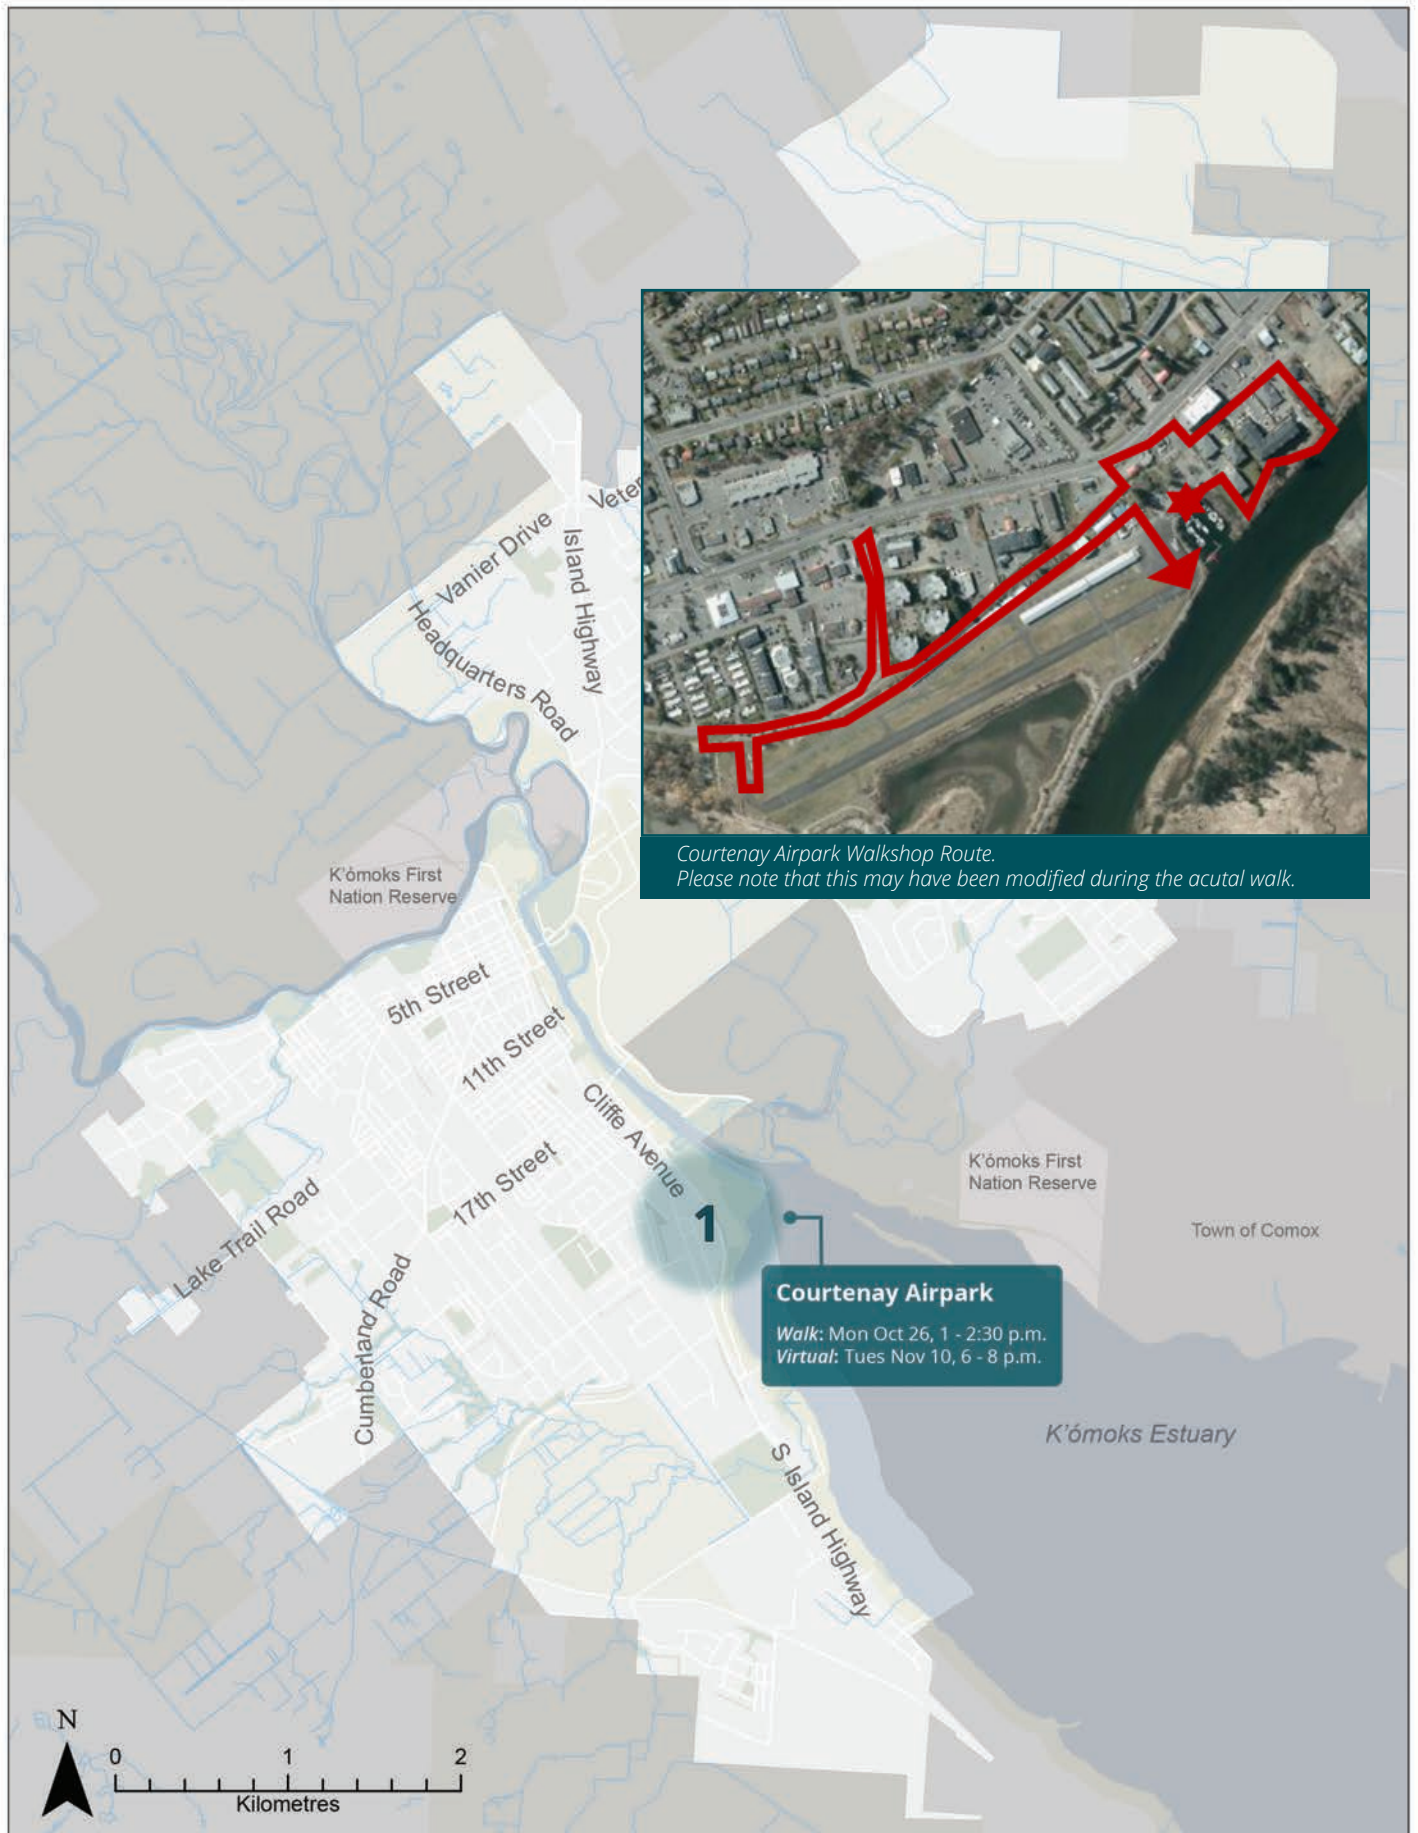 Veter
Vanier Drive
Island Highway
Headquarters Road
Courtenay Airpark Walkshop Route.
Please note that this may have been modified during the acutal walk.
K'ómoks First
Nation Reserve
5th Street
11th Street
Cliffe Avenue
17th Street
K'ómoks First
Nation Reserve
Lake Trail Road
1
Town of Comox
Cumberland Road
Courtenay Airpark
Walk: Mon Oct 26, 1 - 2:30 p.m.
Virtual: Tues Nov 10, 6 - 8 p.m.
K'ómoks Estuary
S Island Highway
N
0 1 2
Kilometres